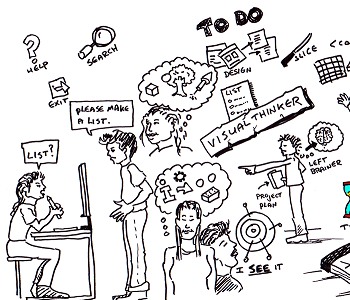 TO DO
HELP
SEARCH
DESIGN
SLICE
EXIT
LIST
PLEASE MAKE
A LIST.
VISUAL THINKER
LIST?
LEFT
BRAINER
PROJECT
PLAN
I SEE IT